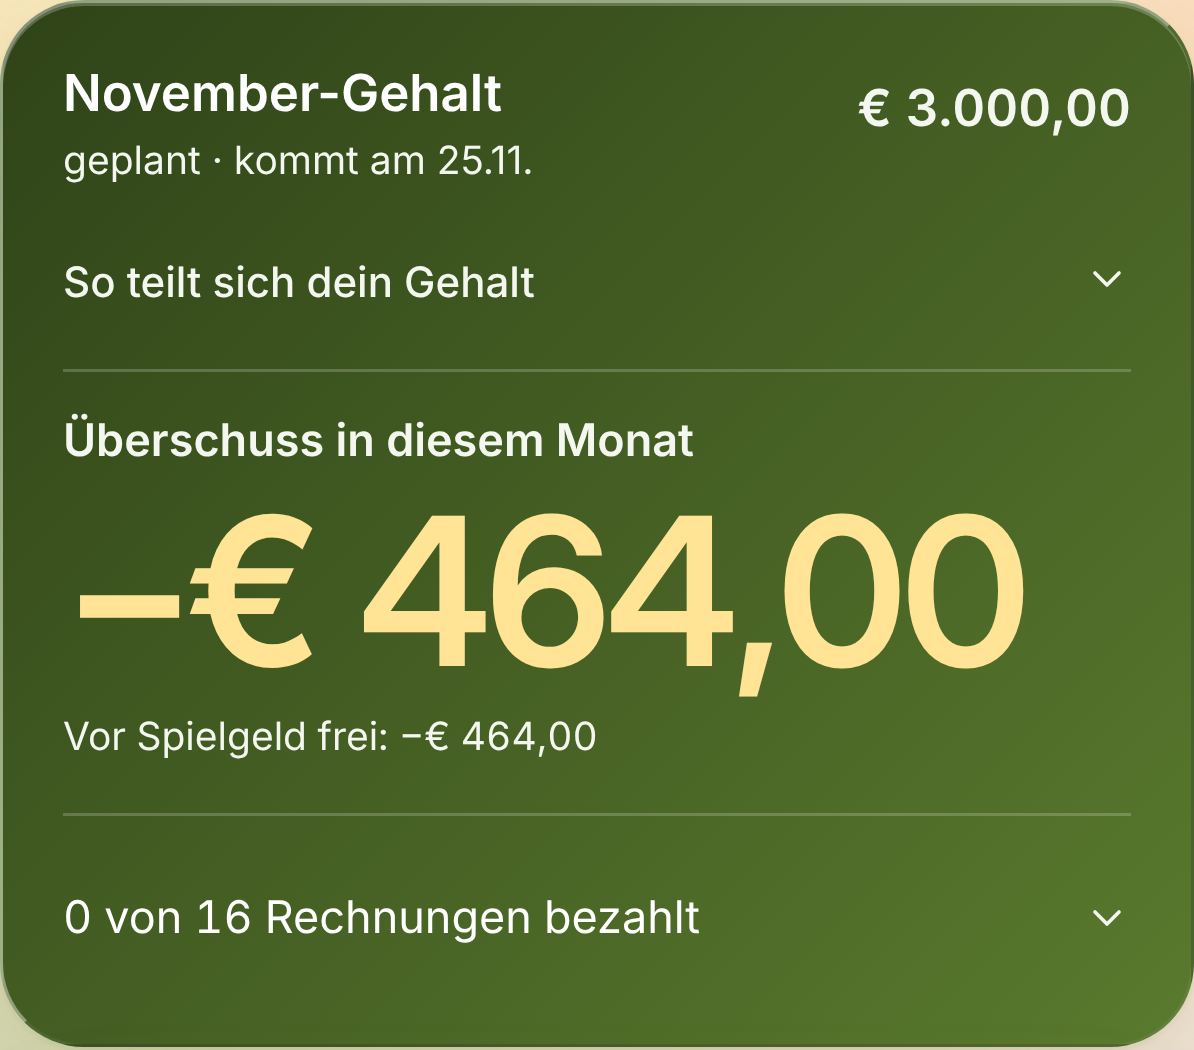 November-Gehalt
€ 3.000,00
geplant · kommt am 25.11.
So teilt sich dein Gehalt
Überschuss in diesem Monat
−€ 464,00
Vor Spielgeld frei: −€ 464,00
0 von 16 Rechnungen bezahlt